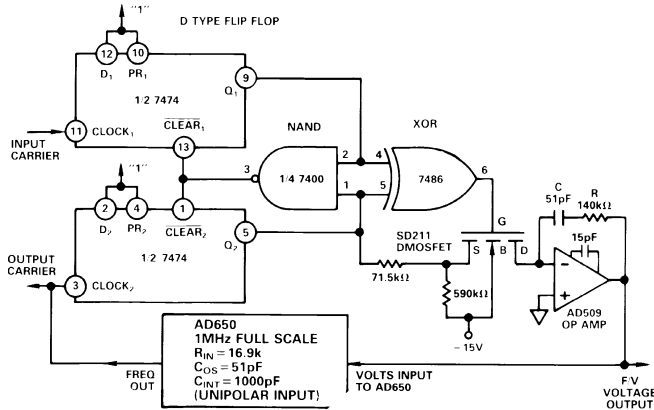 "1"
D TYPE FLIP FLOP
12
10
D1
PR1
9
Q1
1/2 7474
11
CLOCK1
CLEAR1
INPUT
CARRIER
13
NAND
XOR
"1"
3
1/4 7400
2
1
4
5
7486
6
2
4
1
D2
PR2
CLEAR2
5
Q2
1/2 7474
OUTPUT
CARRIER
3
CLOCK2
SD211
DMOSFET
G
S
B
D
71.5kΩ
590kΩ
-15V
C
51pF
R
140kΩ
15pF
−
+
AD509
OP AMP
AD650
1MHz FULL SCALE
RIN = 16.9k
COS = 51pF
CINT = 1000pF
(UNIPOLAR INPUT)
FREQ
OUT
VOLTS INPUT
TO AD650
F/V
VOLTAGE
OUTPUT